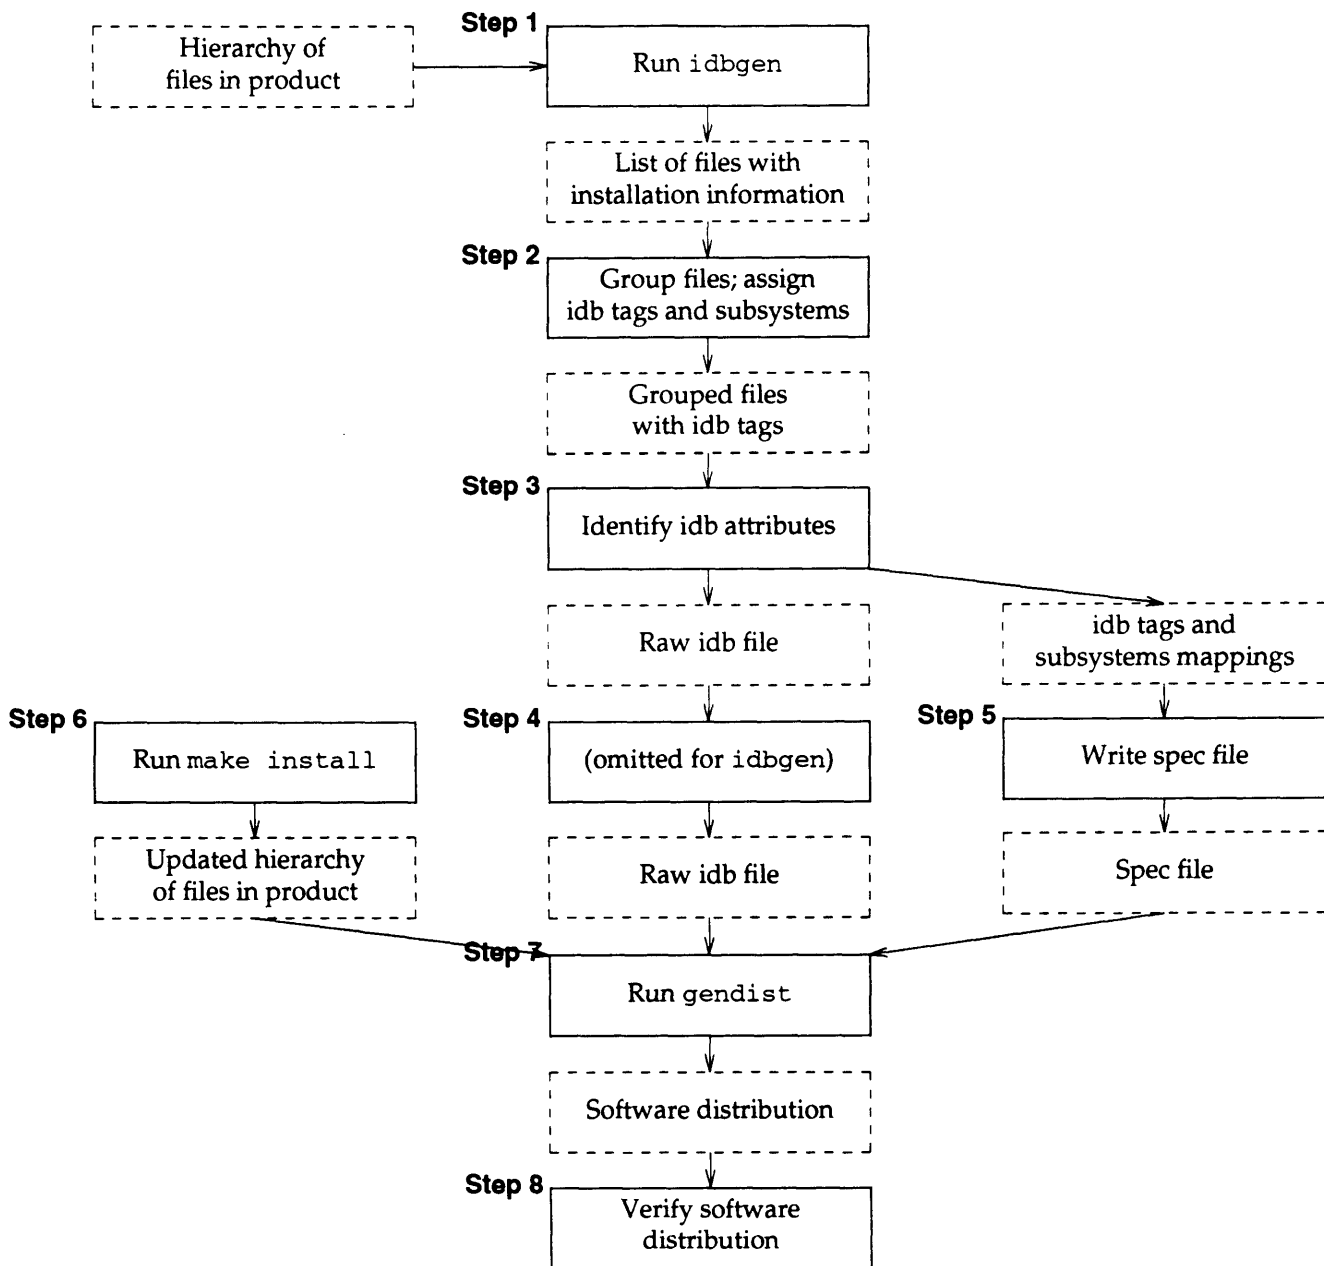 Step 1
Hierarchy of
files in product
Run idbgen
List of files with
installation information
Step 2
Group files; assign
idb tags and subsystems
Grouped files
with idb tags
Step 3
Identify idb attributes
Raw idb file
idb tags and
subsystems mappings
Step 6
Run make install
Step 4
(omitted for idbgen)
Step 5
Write spec file
Updated hierarchy
of files in product
Raw idb file
Spec file
Step 7
Run gendist
Software distribution
Step 8
Verify software
distribution